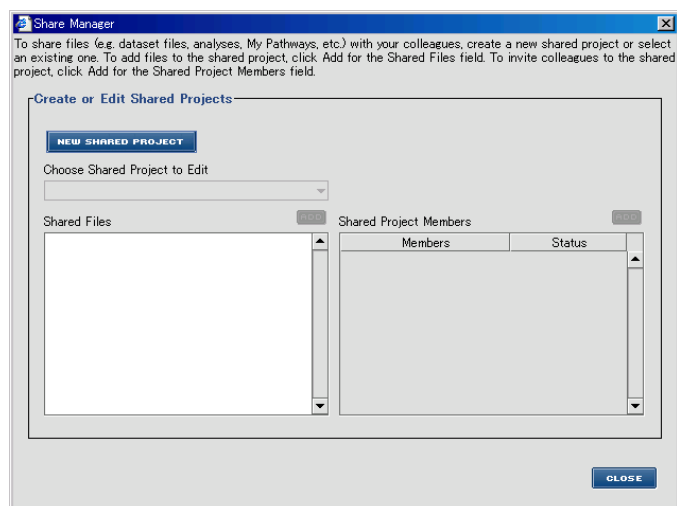 Share Manager
To share files (e.g. dataset files, analyses, My Pathways, etc.) with your colleagues, create a new shared project or select
an existing one. To add files to the shared project, click Add for the Shared Files field. To invite colleagues to the shared
project, click Add for the Shared Project Members field.
Create or Edit Shared Projects
NEW SHARED PROJECT
Choose Shared Project to Edit
Shared Files ADD
Shared Project Members ADD
Members Status
CLOSE